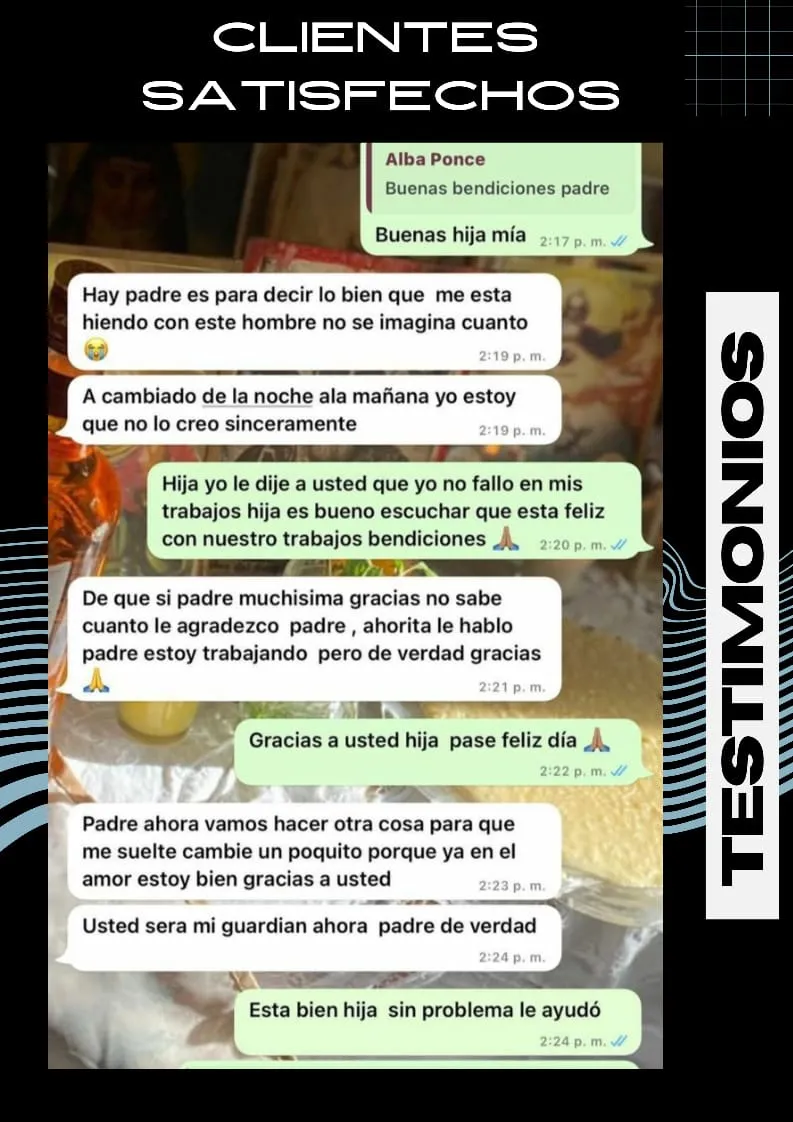 CLIENTES
SATISFECHOS
Alba Ponce
Buenas bendiciones padre
Buenas hija mía 2:17 p. m.
Hay padre es para decir lo bien que me esta
hiendo con este hombre no se imagina cuanto
😭 2:19 p. m.
A cambiado de la noche ala mañana yo estoy
que no lo creo sinceramente 2:19 p. m.
Hija yo le dije a usted que yo no fallo en mis
trabajos hija es bueno escuchar que esta feliz
con nuestro trabajos bendiciones 🙏🏽 2:20 p. m.
De que si padre muchisima gracias no sabe
cuanto le agradezco padre , ahorita le hablo
padre estoy trabajando pero de verdad gracias
🙏 2:21 p. m.
Gracias a usted hija pase feliz día 🙏🏽
2:22 p. m.
Padre ahora vamos hacer otra cosa para que
me suelte cambie un poquito porque ya en el
amor estoy bien gracias a usted 2:23 p. m.
Usted sera mi guardian ahora padre de verdad
2:24 p. m.
Esta bien hija sin problema le ayudó
2:24 p. m.
TESTIMONIOS